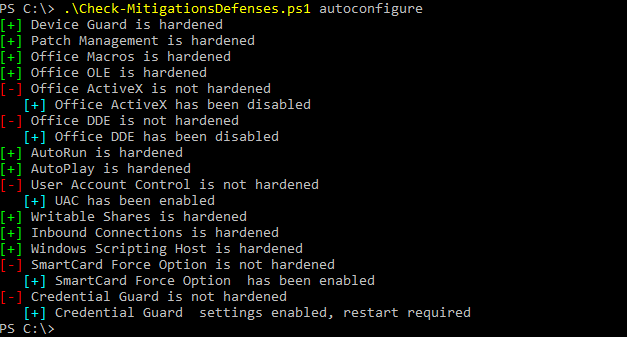 PS C:\> .\Check-MitigationsDefenses.ps1 autoconfigure
[+] Device Guard is hardened
[+] Patch Management is hardened
[+] Office Macros is hardened
[+] Office OLE is hardened
[-] Office ActiveX is not hardened
   [+] Office ActiveX has been disabled
[-] Office DDE is not hardened
   [+] Office DDE has been disabled
[+] AutoRun is hardened
[+] AutoPlay is hardened
[-] User Account Control is not hardened
   [+] UAC has been enabled
[+] Writable Shares is hardened
[+] Inbound Connections is hardened
[+] Windows Scripting Host is hardened
[-] SmartCard Force Option is not hardened
   [+] SmartCard Force Option  has been enabled
[-] Credential Guard is not hardened
   [+] Credential Guard  settings enabled, restart required
PS C:\>